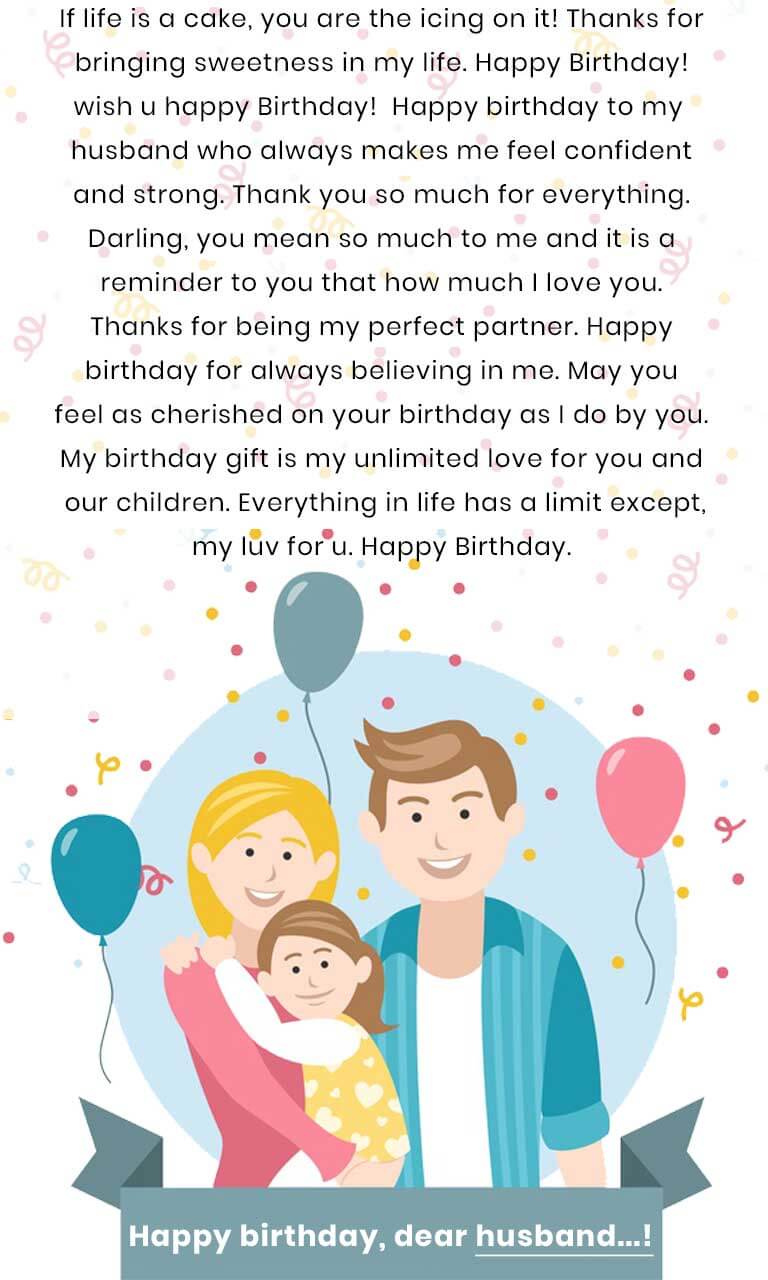 If life is a cake, you are the icing on it! Thanks for
bringing sweetness in my life. Happy Birthday!
wish u happy Birthday!  Happy birthday to my
husband who always makes me feel confident
and strong. Thank you so much for everything.
Darling, you mean so much to me and it is a
reminder to you that how much I love you.
Thanks for being my perfect partner. Happy
birthday for always believing in me. May you
feel as cherished on your birthday as I do by you.
My birthday gift is my unlimited love for you and
our children. Everything in life has a limit except,
my luv for u. Happy Birthday.
Happy birthday, dear husband...!